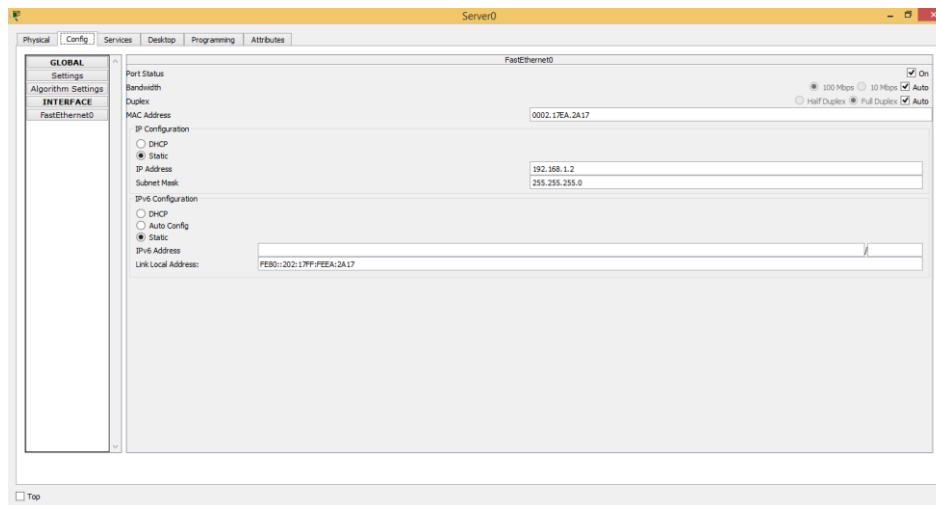 Server0
Physical Config Services Desktop Programming Attributes
GLOBAL
Settings
Algorithm Settings
INTERFACE
FastEthernet0
FastEthernet0
Port Status On
Bandwidth 100 Mbps 10 Mbps Auto
Duplex Half Duplex Full Duplex Auto
MAC Address 0002.17EA.2A17
IP Configuration
DHCP
Static
IP Address 192.168.1.2
Subnet Mask 255.255.255.0
IPv6 Configuration
DHCP
Auto Config
Static
IPv6 Address /
Link Local Address: FE80::202:17FF:FEEA:2A17
Top